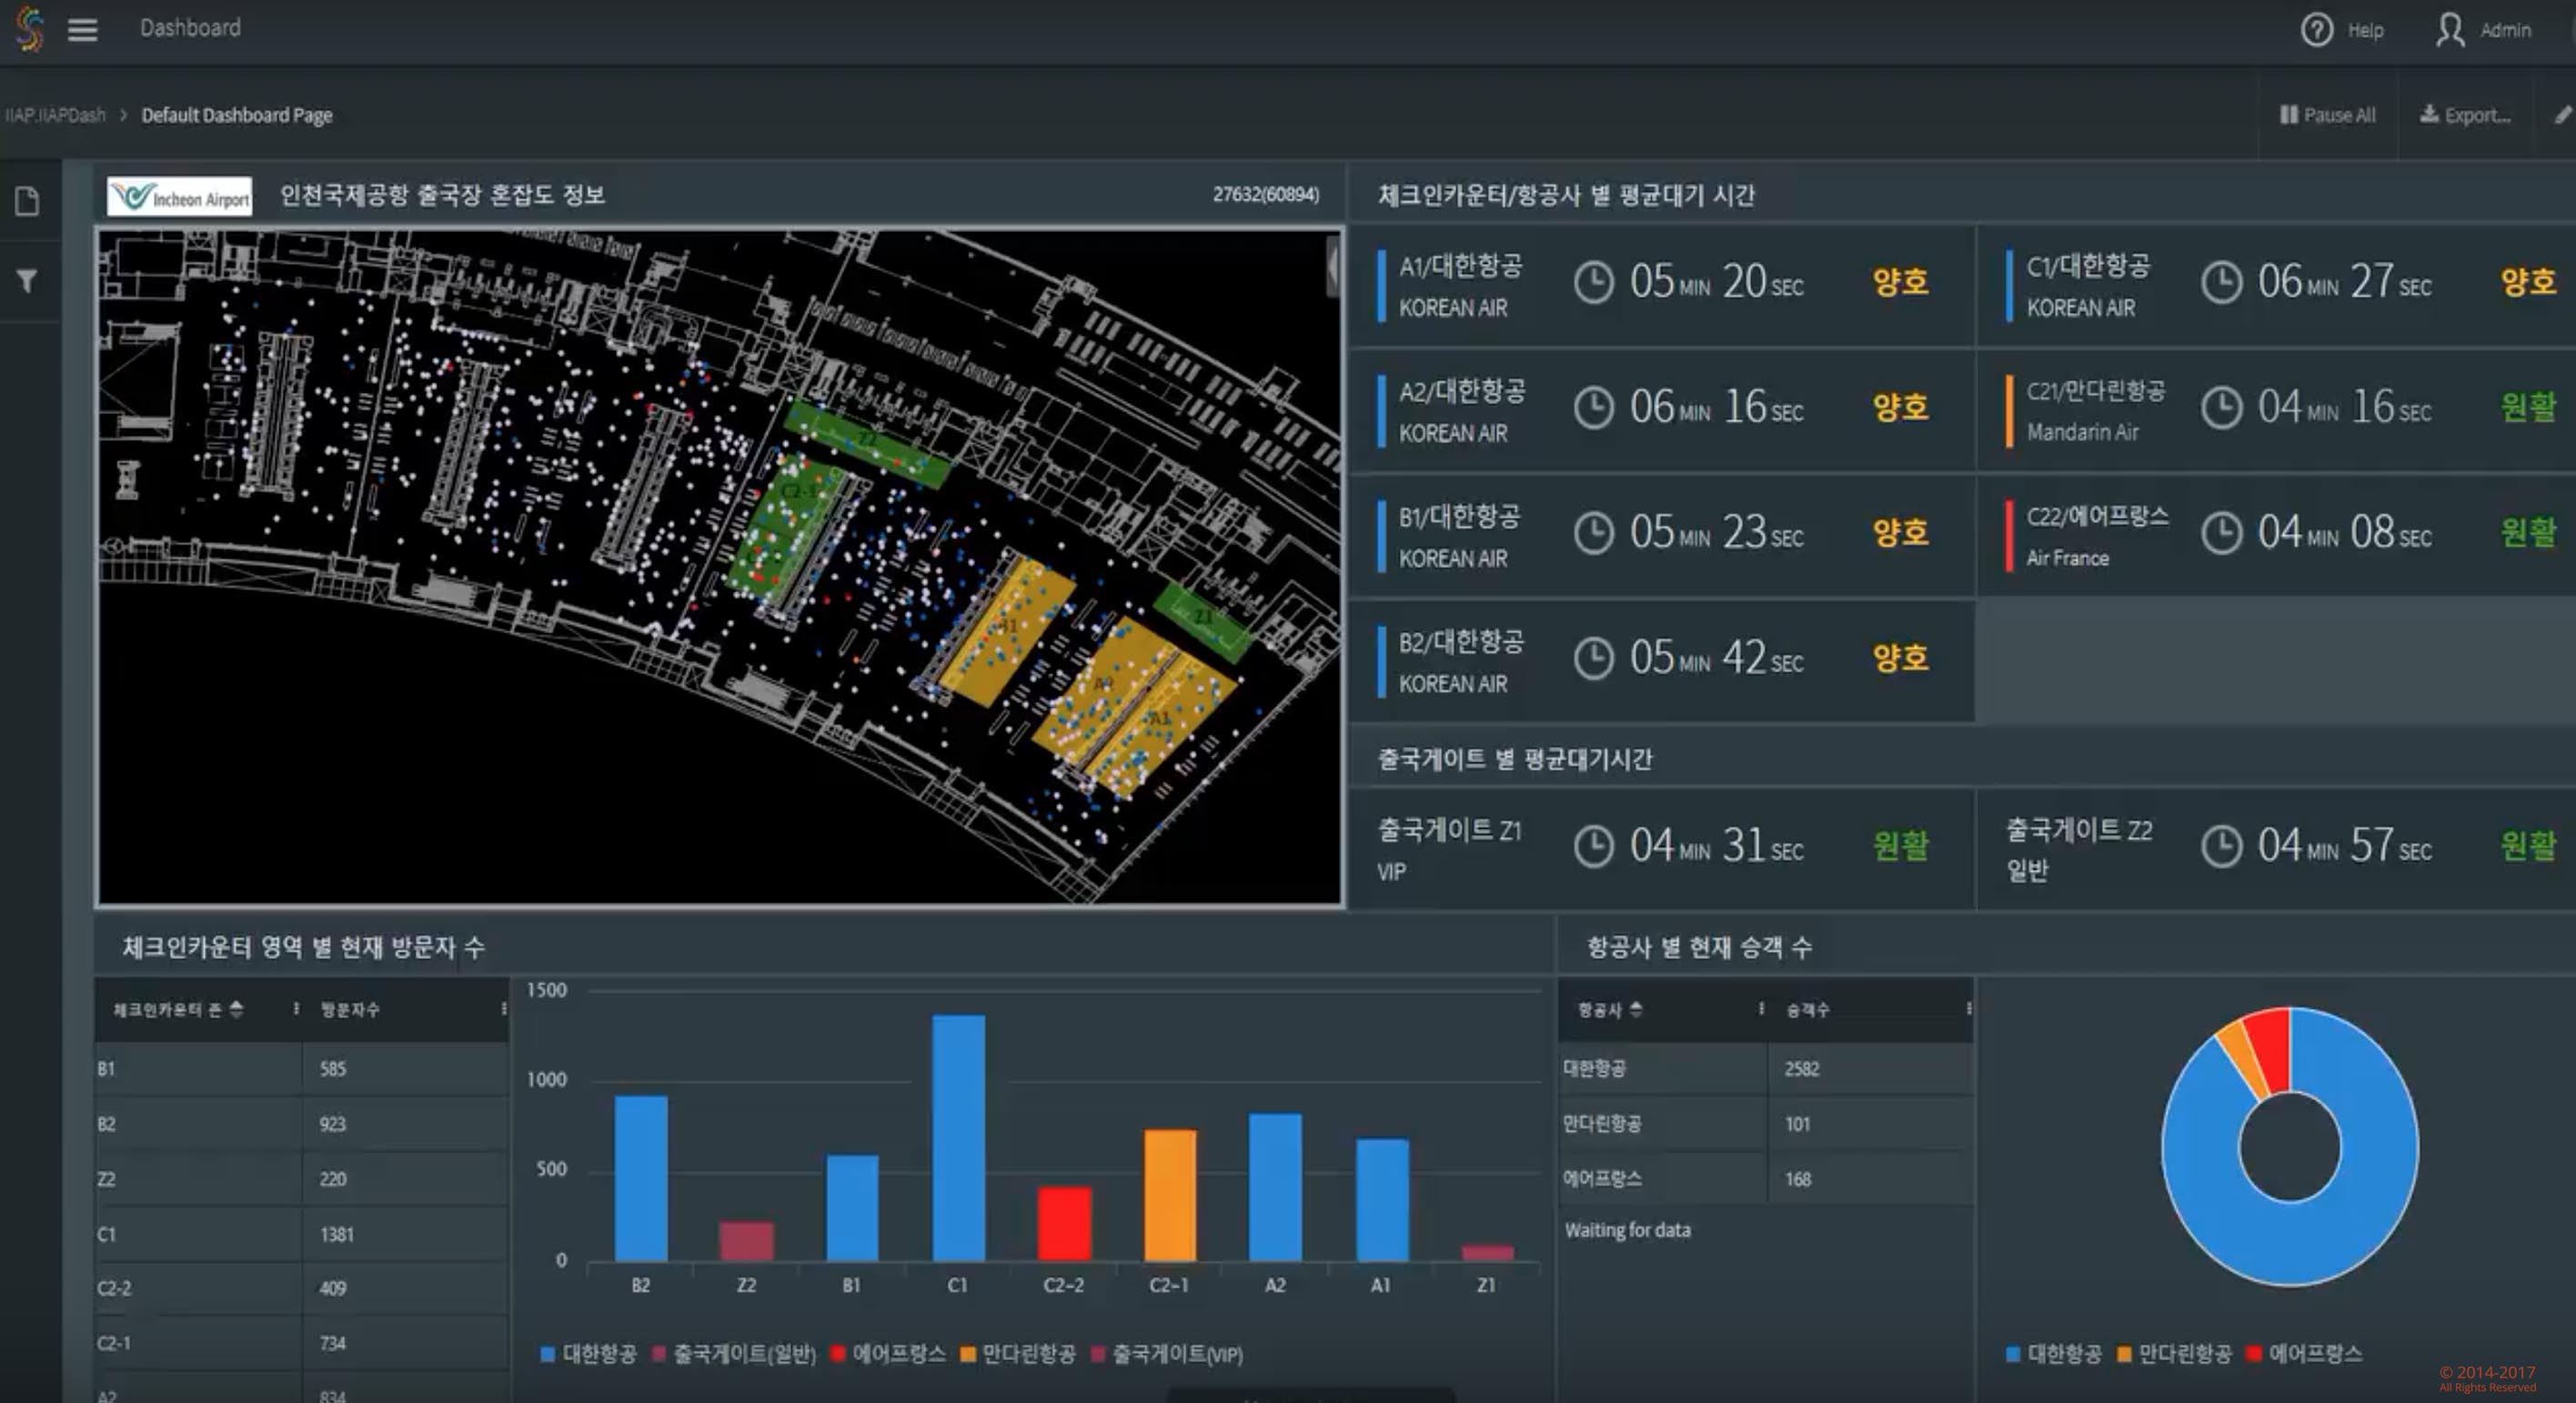 Dashboard
Help
Admin
IIAP.IIAPDash > Default Dashboard Page
Pause All
Export...
Incheon Airport
인천국제공항 출국장 혼잡도 정보
27632(60894)
Z2
C2-1
B1
A2
A1
Z1
체크인카운터/항공사 별 평균대기 시간
A1/대한항공
KOREAN AIR
05 MIN 20 SEC
양호
C1/대한항공
KOREAN AIR
06 MIN 27 SEC
양호
A2/대한항공
KOREAN AIR
06 MIN 16 SEC
양호
C21/만다린항공
Mandarin Air
04 MIN 16 SEC
원활
B1/대한항공
KOREAN AIR
05 MIN 23 SEC
양호
C22/에어프랑스
Air France
04 MIN 08 SEC
원활
B2/대한항공
KOREAN AIR
05 MIN 42 SEC
양호
출국게이트 별 평균대기시간
출국게이트 Z1
VIP
04 MIN 31 SEC
원활
출국게이트 Z2
일반
04 MIN 57 SEC
원활
체크인카운터 영역 별 현재 방문자 수
체크인카운터 존 방문자수
B1 585
B2 923
Z2 220
C1 1381
C2-2 409
C2-1 734
A2 834
1500
1000
500
0
B2 Z2 B1 C1 C2-2 C2-1 A2 A1 Z1
대한항공 출국게이트(일반) 에어프랑스 만다린항공 출국게이트(VIP)
항공사 별 현재 승객 수
항공사 승객수
대한항공 2582
만다린항공 101
에어프랑스 168
Waiting for data
대한항공 만다린항공 에어프랑스
© 2014-2017
All Rights Reserved